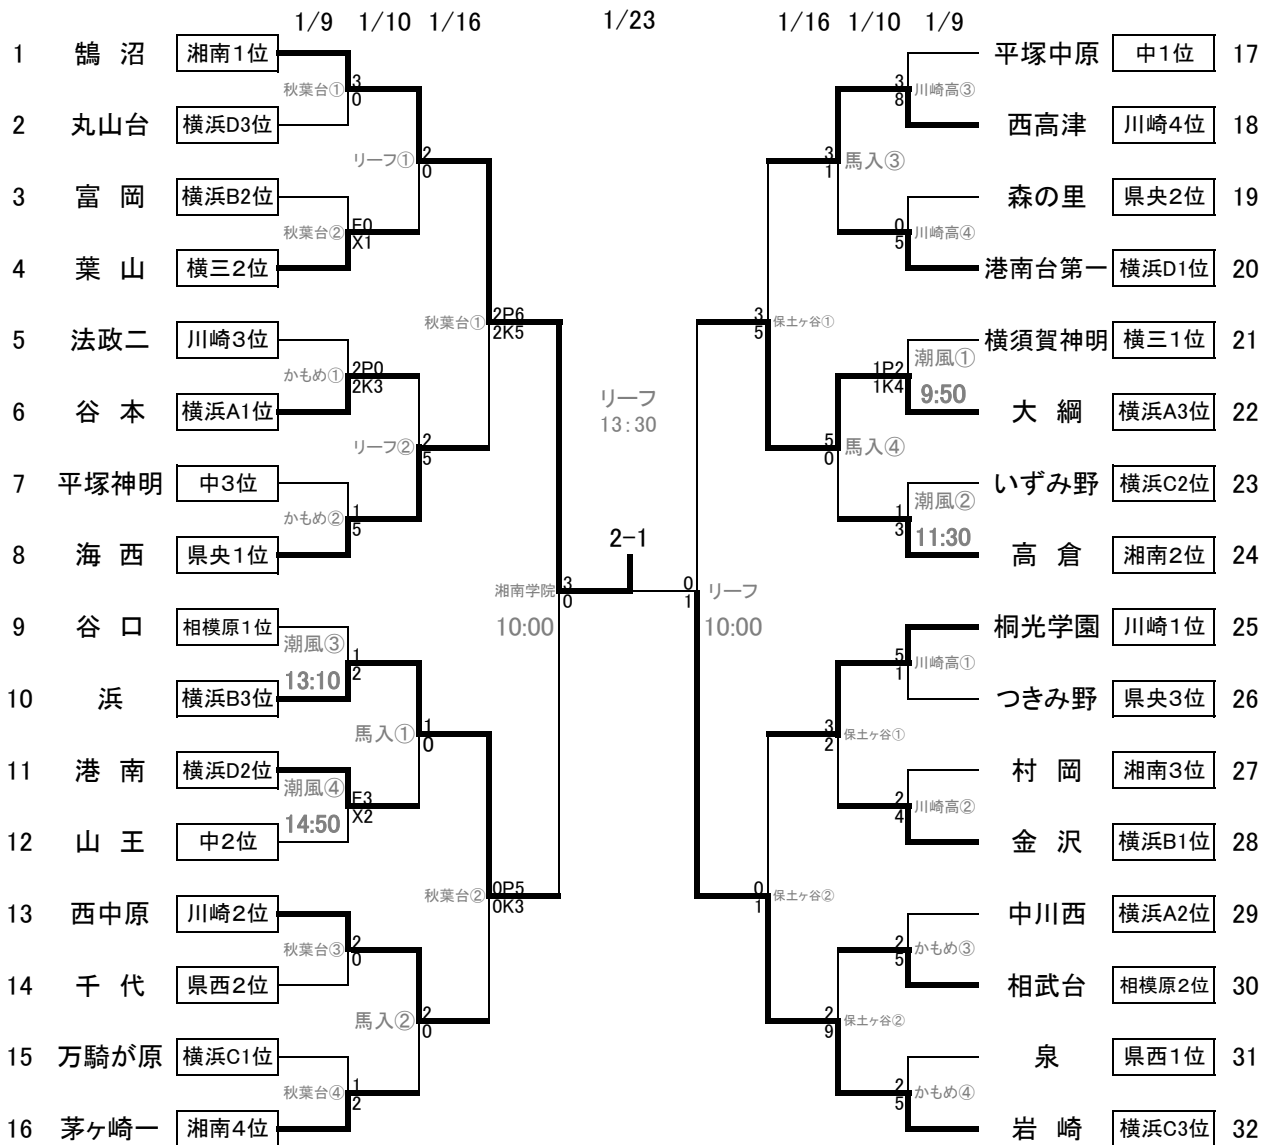 1/9 1/10 1/16 1/23 1/16 1/10 1/9
1 鵠沼 湘南1位
秋葉台① 3 0
2 丸山台 横浜D3位
リーフ① 2 0
3 富岡 横浜B2位
秋葉台② E0 X1
4 葉山 横三2位
秋葉台① 2P6 2K5
5 法政二 川崎3位
かもめ① 2P0 2K3
6 谷本 横浜A1位
リーフ② 2 5
7 平塚神明 中3位
かもめ② 1 5
8 海西 県央1位
湘南学院 3 0
10:00
9 谷口 相模原1位
潮風③ 1 2
13:10
10 浜 横浜B3位
馬入① 1 0
11 港南 横浜D2位
潮風④ E3 X2
14:50
12 山王 中2位
秋葉台② 0P5 0K3
13 西中原 川崎2位
秋葉台③ 2 0
14 千代 県西2位
馬入② 2 0
15 万騎が原 横浜C1位
秋葉台④ 1 2
16 茅ヶ崎一 湘南4位
リーフ
13:30
2-1
平塚中原 中1位 17
3 8 川崎高③
西高津 川崎4位 18
3 1 馬入③
森の里 県央2位 19
0 5 川崎高④
港南台第一 横浜D1位 20
3 5 保土ヶ谷①
横須賀神明 横三1位 21
1P2 1K4 潮風①
9:50
大綱 横浜A3位 22
5 0 馬入④
いずみ野 横浜C2位 23
1 3 潮風②
11:30
高倉 湘南2位 24
0 1 リーフ
10:00
桐光学園 川崎1位 25
5 1 川崎高①
つきみ野 県央3位 26
3 2 保土ヶ谷①
村岡 湘南3位 27
2 4 川崎高②
金沢 横浜B1位 28
0 1 保土ヶ谷②
中川西 横浜A2位 29
2 5 かもめ③
相武台 相模原2位 30
2 9 保土ヶ谷②
泉 県西1位 31
2 5 かもめ④
岩崎 横浜C3位 32